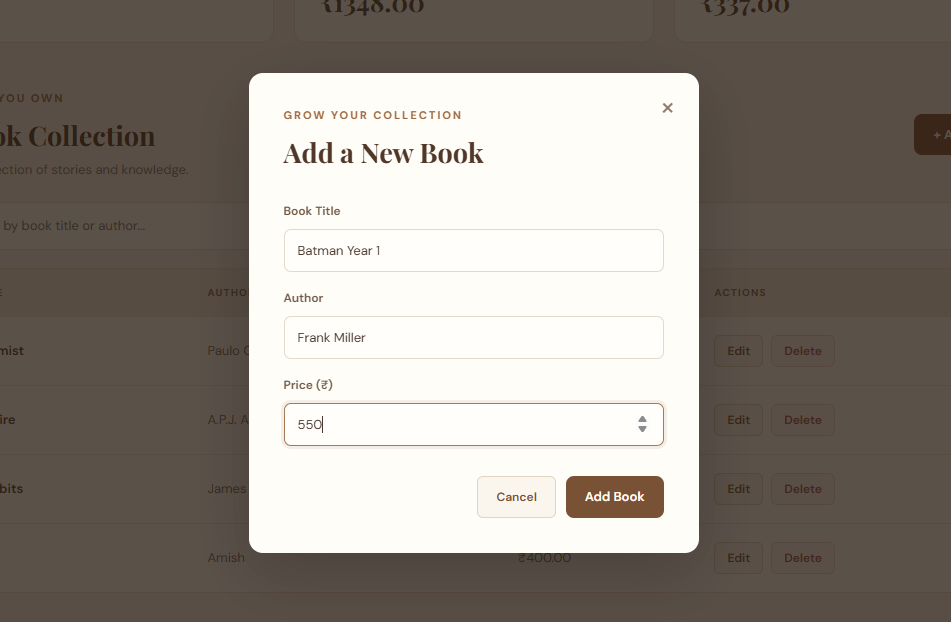 ₹1348.00
₹337.00
YOU OWN
ok Collection
ection of stories and knowledge.
+ A
by book title or author...
AUTHO
ACTIONS
mist
Paulo C
Edit
Delete
ire
A.P.J. A
Edit
Delete
bits
James
Edit
Delete
Amish
₹400.00
Edit
Delete
GROW YOUR COLLECTION
×
Add a New Book
Book Title
Batman Year 1
Author
Frank Miller
Price (₹)
550
Cancel
Add Book